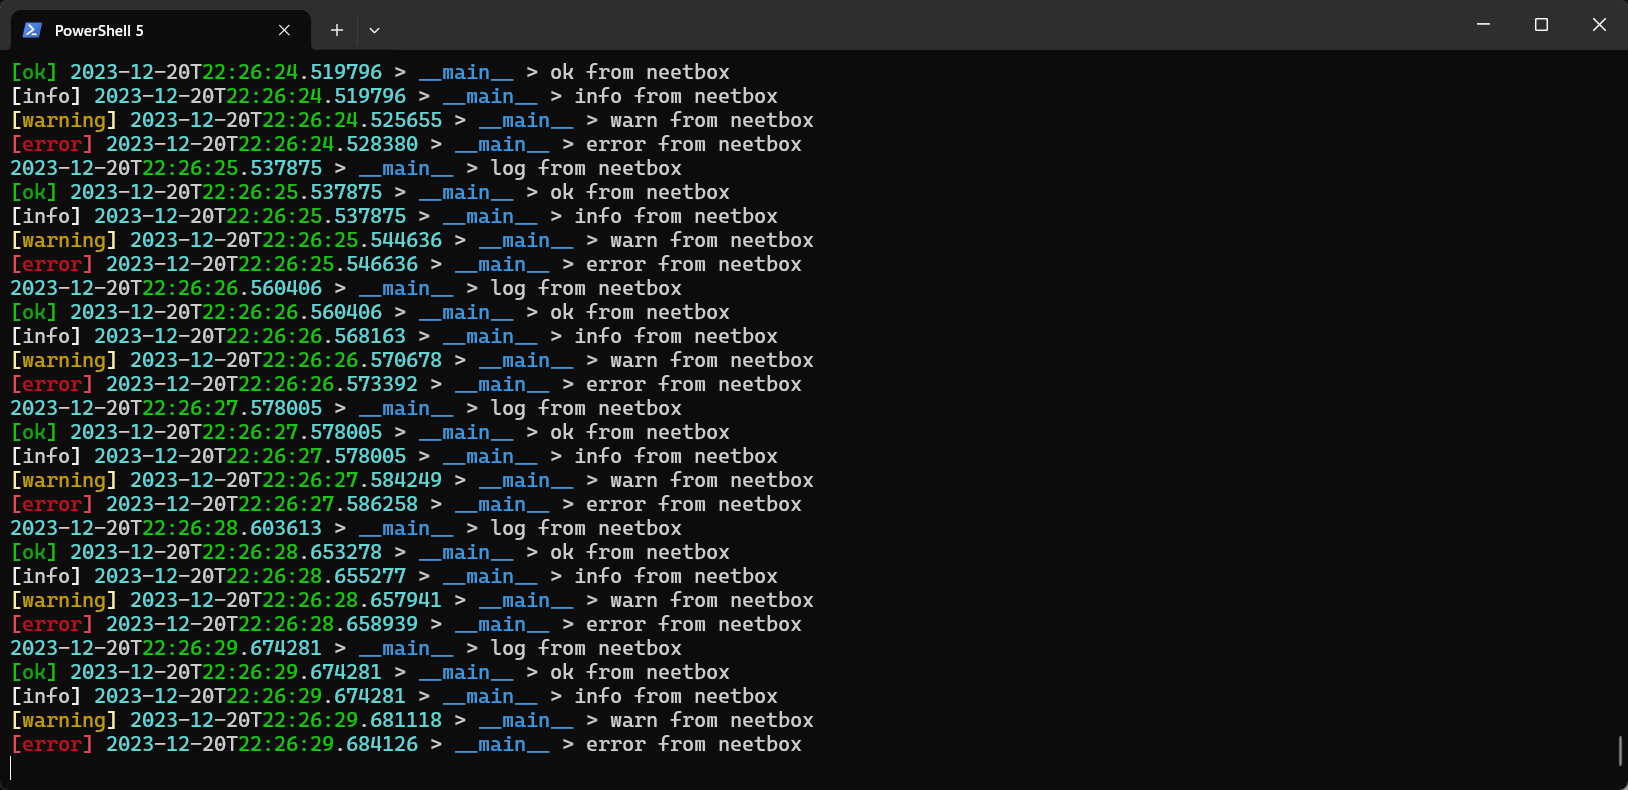 PowerShell 5
[ok] 2023-12-20T22:26:24.519796 > __main__ > ok from neetbox
[info] 2023-12-20T22:26:24.519796 > __main__ > info from neetbox
[warning] 2023-12-20T22:26:24.525655 > __main__ > warn from neetbox
[error] 2023-12-20T22:26:24.528380 > __main__ > error from neetbox
2023-12-20T22:26:25.537875 > __main__ > log from neetbox
[ok] 2023-12-20T22:26:25.537875 > __main__ > ok from neetbox
[info] 2023-12-20T22:26:25.537875 > __main__ > info from neetbox
[warning] 2023-12-20T22:26:25.544636 > __main__ > warn from neetbox
[error] 2023-12-20T22:26:25.546636 > __main__ > error from neetbox
2023-12-20T22:26:26.560406 > __main__ > log from neetbox
[ok] 2023-12-20T22:26:26.560406 > __main__ > ok from neetbox
[info] 2023-12-20T22:26:26.568163 > __main__ > info from neetbox
[warning] 2023-12-20T22:26:26.570678 > __main__ > warn from neetbox
[error] 2023-12-20T22:26:26.573392 > __main__ > error from neetbox
2023-12-20T22:26:27.578005 > __main__ > log from neetbox
[ok] 2023-12-20T22:26:27.578005 > __main__ > ok from neetbox
[info] 2023-12-20T22:26:27.578005 > __main__ > info from neetbox
[warning] 2023-12-20T22:26:27.584249 > __main__ > warn from neetbox
[error] 2023-12-20T22:26:27.586258 > __main__ > error from neetbox
2023-12-20T22:26:28.603613 > __main__ > log from neetbox
[ok] 2023-12-20T22:26:28.653278 > __main__ > ok from neetbox
[info] 2023-12-20T22:26:28.655277 > __main__ > info from neetbox
[warning] 2023-12-20T22:26:28.657941 > __main__ > warn from neetbox
[error] 2023-12-20T22:26:28.658939 > __main__ > error from neetbox
2023-12-20T22:26:29.674281 > __main__ > log from neetbox
[ok] 2023-12-20T22:26:29.674281 > __main__ > ok from neetbox
[info] 2023-12-20T22:26:29.674281 > __main__ > info from neetbox
[warning] 2023-12-20T22:26:29.681118 > __main__ > warn from neetbox
[error] 2023-12-20T22:26:29.684126 > __main__ > error from neetbox